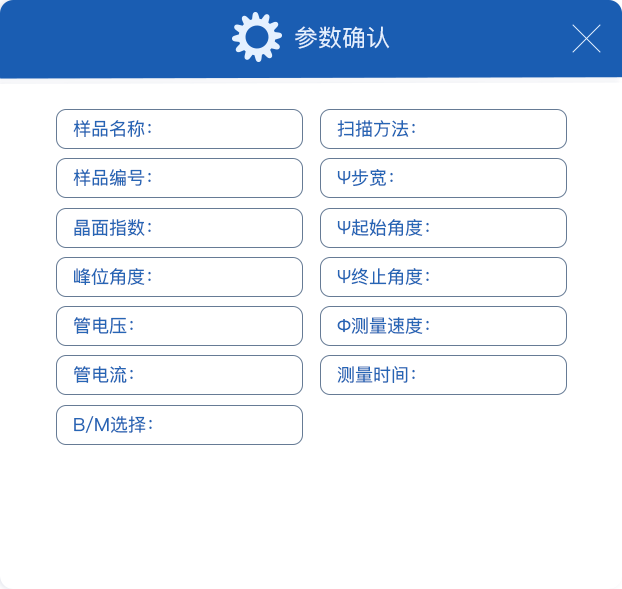 参数确认
样品名称：
扫描方法：
样品编号：
Ψ步宽：
晶面指数：
Ψ起始角度：
峰位角度：
Ψ终止角度：
管电压：
Φ测量速度：
管电流：
测量时间：
B/M选择：